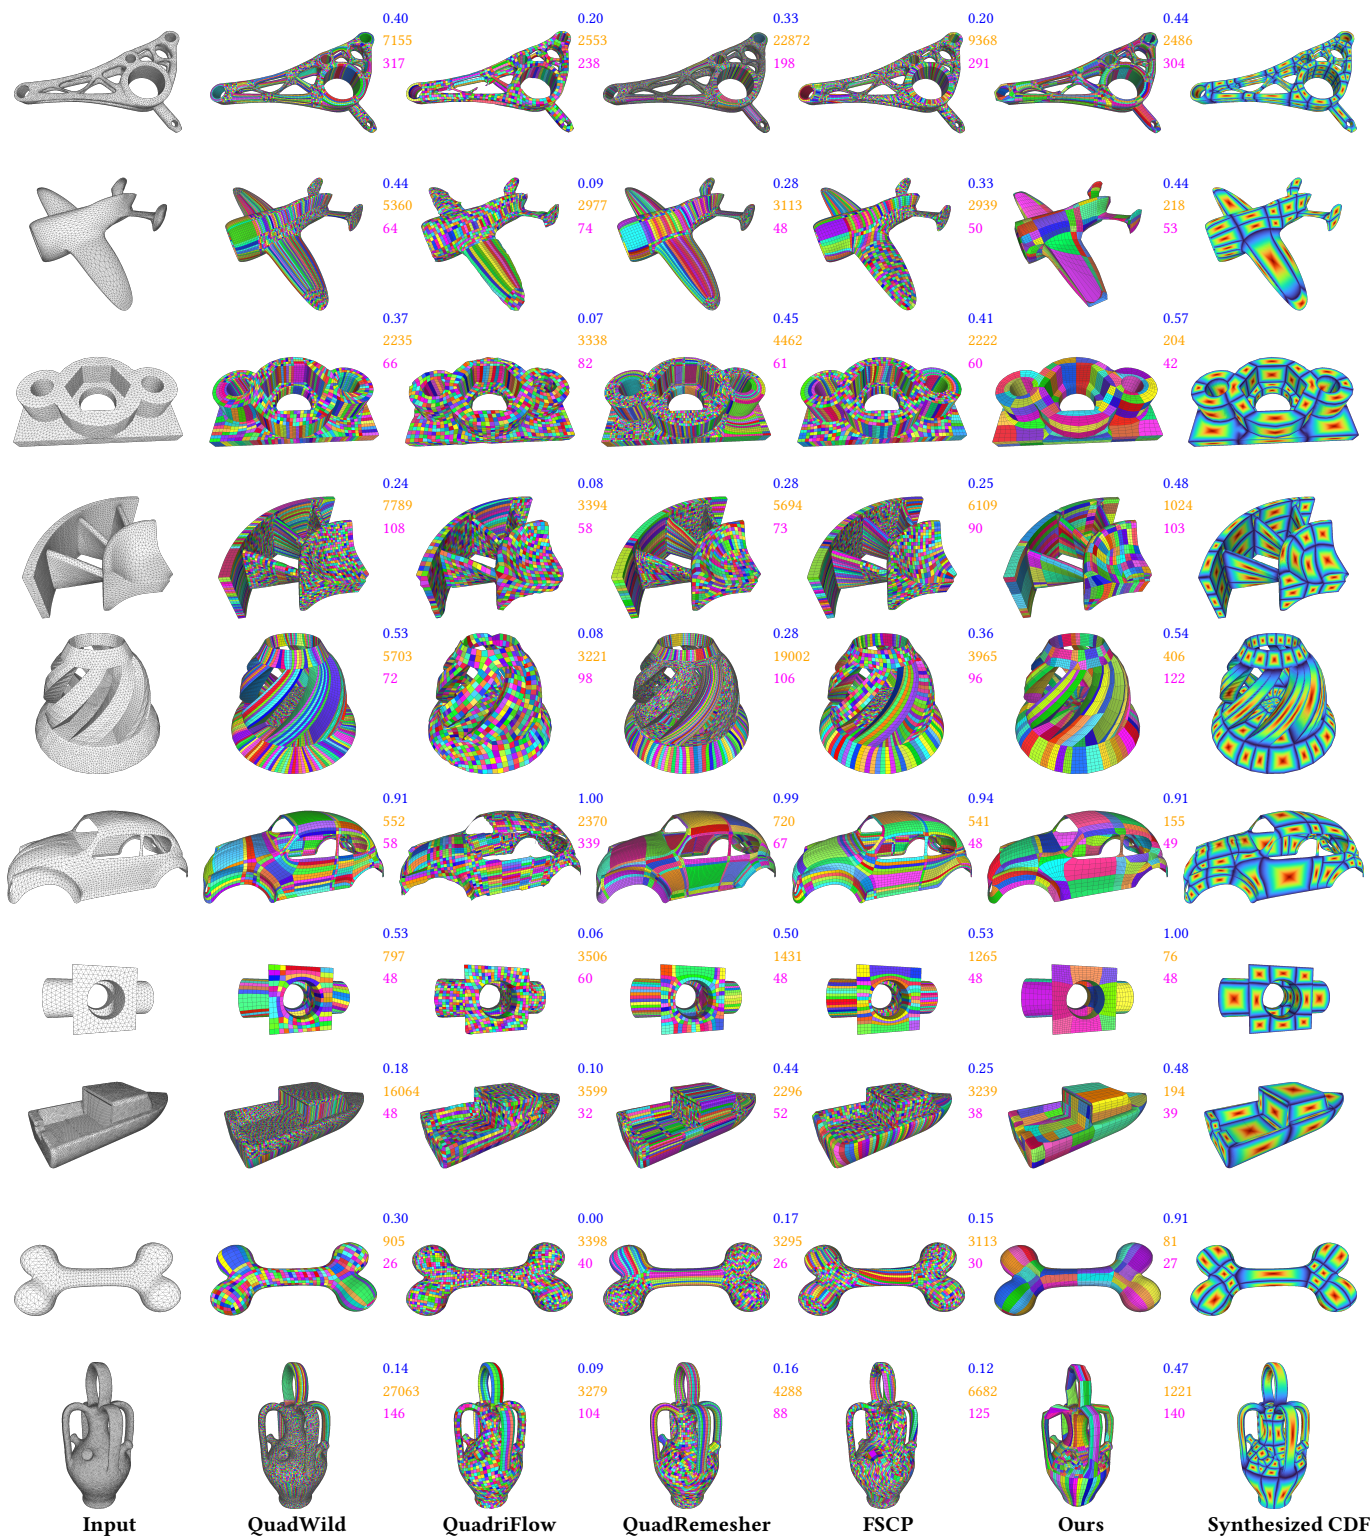 0.40 0.20 0.33 0.20 0.44
7155 2553 22872 9368 2486
317 238 198 291 304
0.44 0.09 0.28 0.33 0.44
5360 2977 3113 2939 218
64 74 48 50 53
0.37 0.07 0.45 0.41 0.57
2235 3338 4462 2222 204
66 82 61 60 42
0.24 0.08 0.28 0.25 0.48
7789 3394 5694 6109 1024
108 58 73 90 103
0.53 0.08 0.28 0.36 0.54
5703 3221 19002 3965 406
72 98 106 96 122
0.91 1.00 0.99 0.94 0.91
552 2370 720 541 155
58 339 67 48 49
0.53 0.06 0.50 0.53 1.00
797 3506 1431 1265 76
48 60 48 48 48
0.18 0.10 0.44 0.25 0.48
16064 3599 2296 3239 194
48 32 52 38 39
0.30 0.00 0.17 0.15 0.91
905 3398 3295 3113 81
26 40 26 30 27
0.14 0.09 0.16 0.12 0.47
27063 3279 4288 6682 1221
146 104 88 125 140
Input QuadWild QuadriFlow QuadRemesher FSCP Ours Synthesized CDF